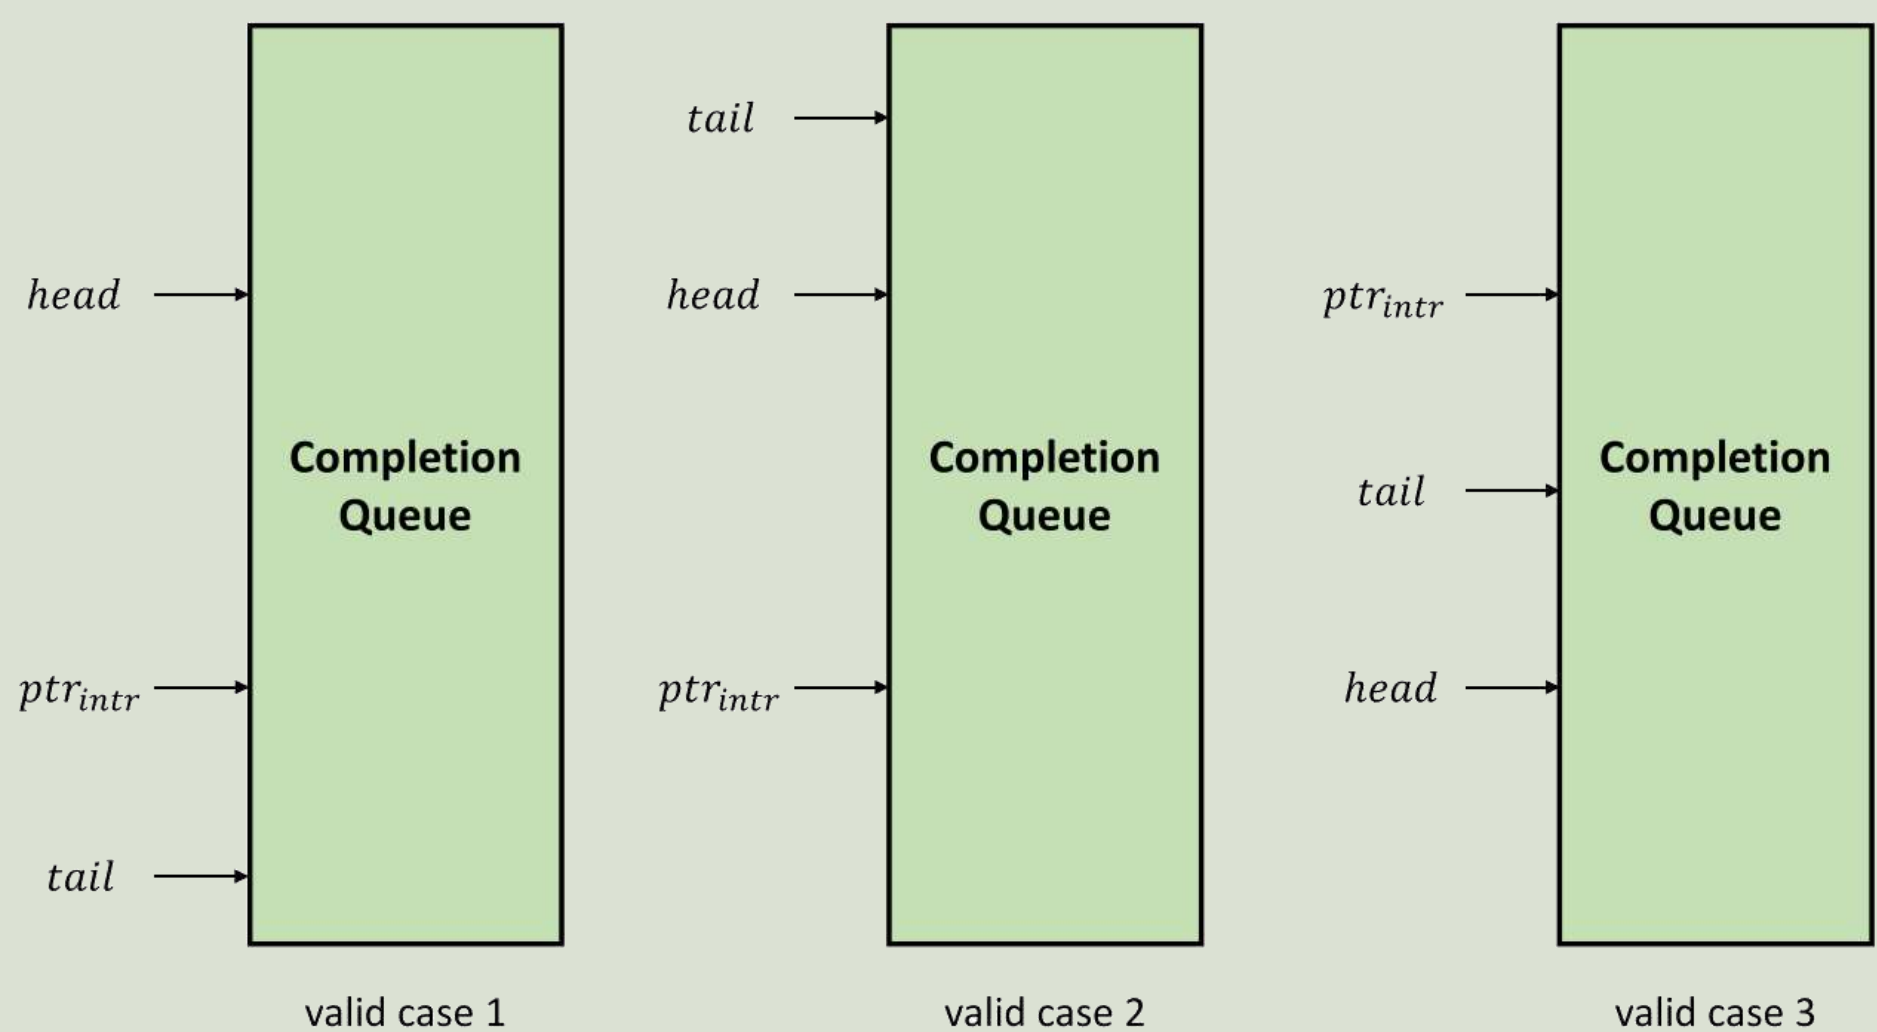 head
ptr_intr
tail
Completion
Queue
valid case 1
tail
head
ptr_intr
Completion
Queue
valid case 2
ptr_intr
tail
head
Completion
Queue
valid case 3